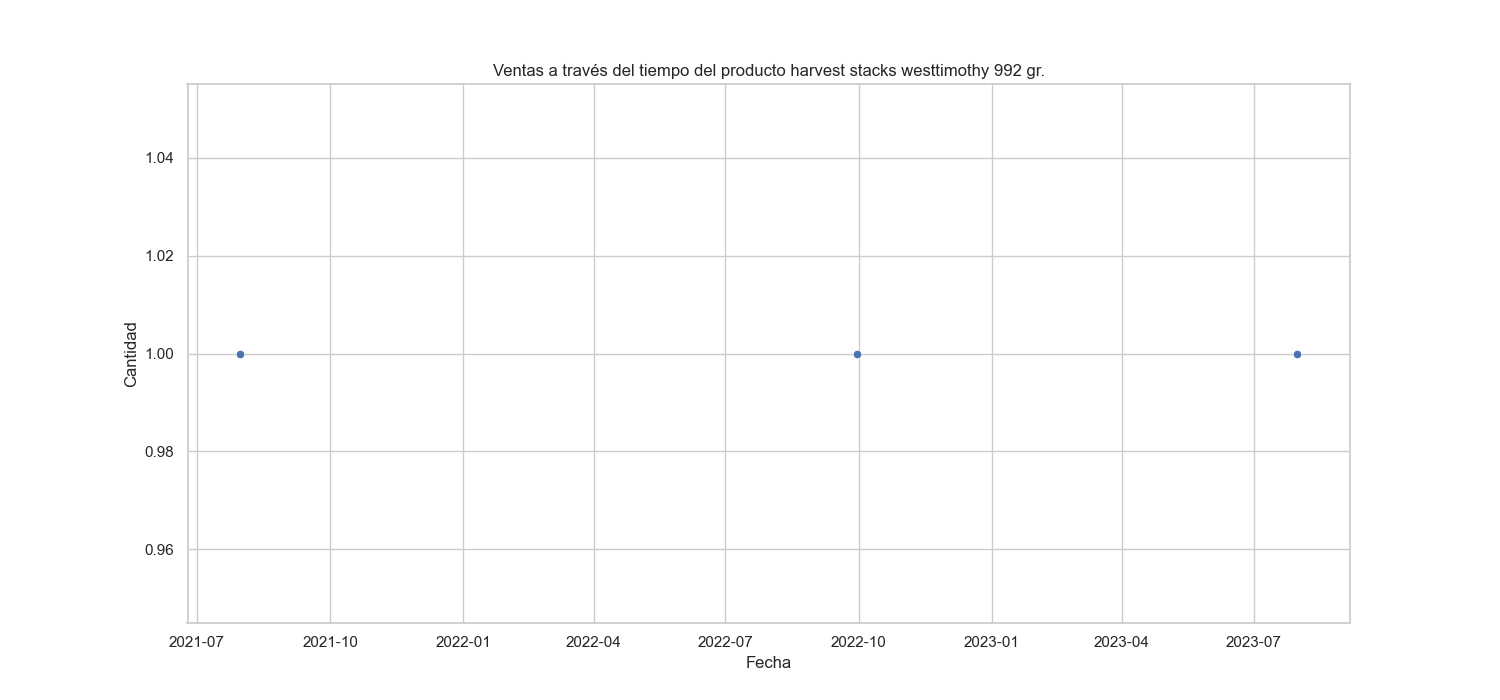 Ventas a través del tiempo del producto harvest stacks westtimothy 992 gr.
1.04
1.02
1.00
0.98
0.96
Cantidad
2021-07 2021-10 2022-01 2022-04 2022-07 2022-10 2023-01 2023-04 2023-07
Fecha